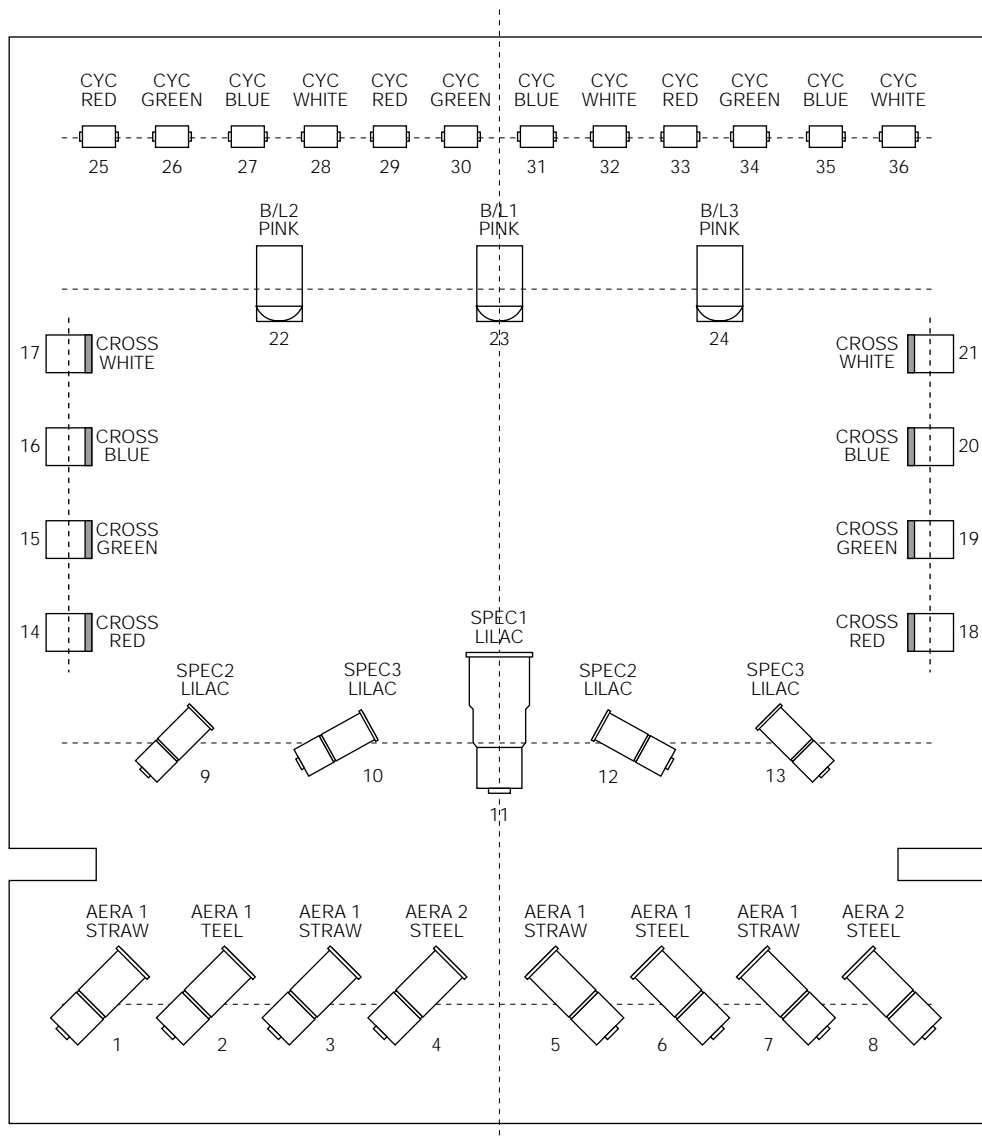 CYC CYC CYC CYC CYC CYC CYC CYC CYC CYC CYC CYC
RED GREEN BLUE WHITE RED GREEN BLUE WHITE RED GREEN BLUE WHITE
25 26 27 28 29 30 31 32 33 34 35 36
B/L2 B/L1 B/L3
PINK PINK PINK
22 23 24
17 CROSS WHITE
CROSS WHITE 21
16 CROSS BLUE
CROSS BLUE 20
15 CROSS GREEN
CROSS GREEN 19
14 CROSS RED
CROSS RED 18
SPEC1
LILAC
SPEC2 SPEC3 SPEC2 SPEC3
LILAC LILAC LILAC LILAC
9 10 11 12 13
AERA 1 AERA 1 AERA 1 AERA 2 AERA 1 AERA 1 AERA 1 AERA 2
STRAW TEEL STRAW STEEL STRAW STEEL STRAW STEEL
1 2 3 4 5 6 7 8